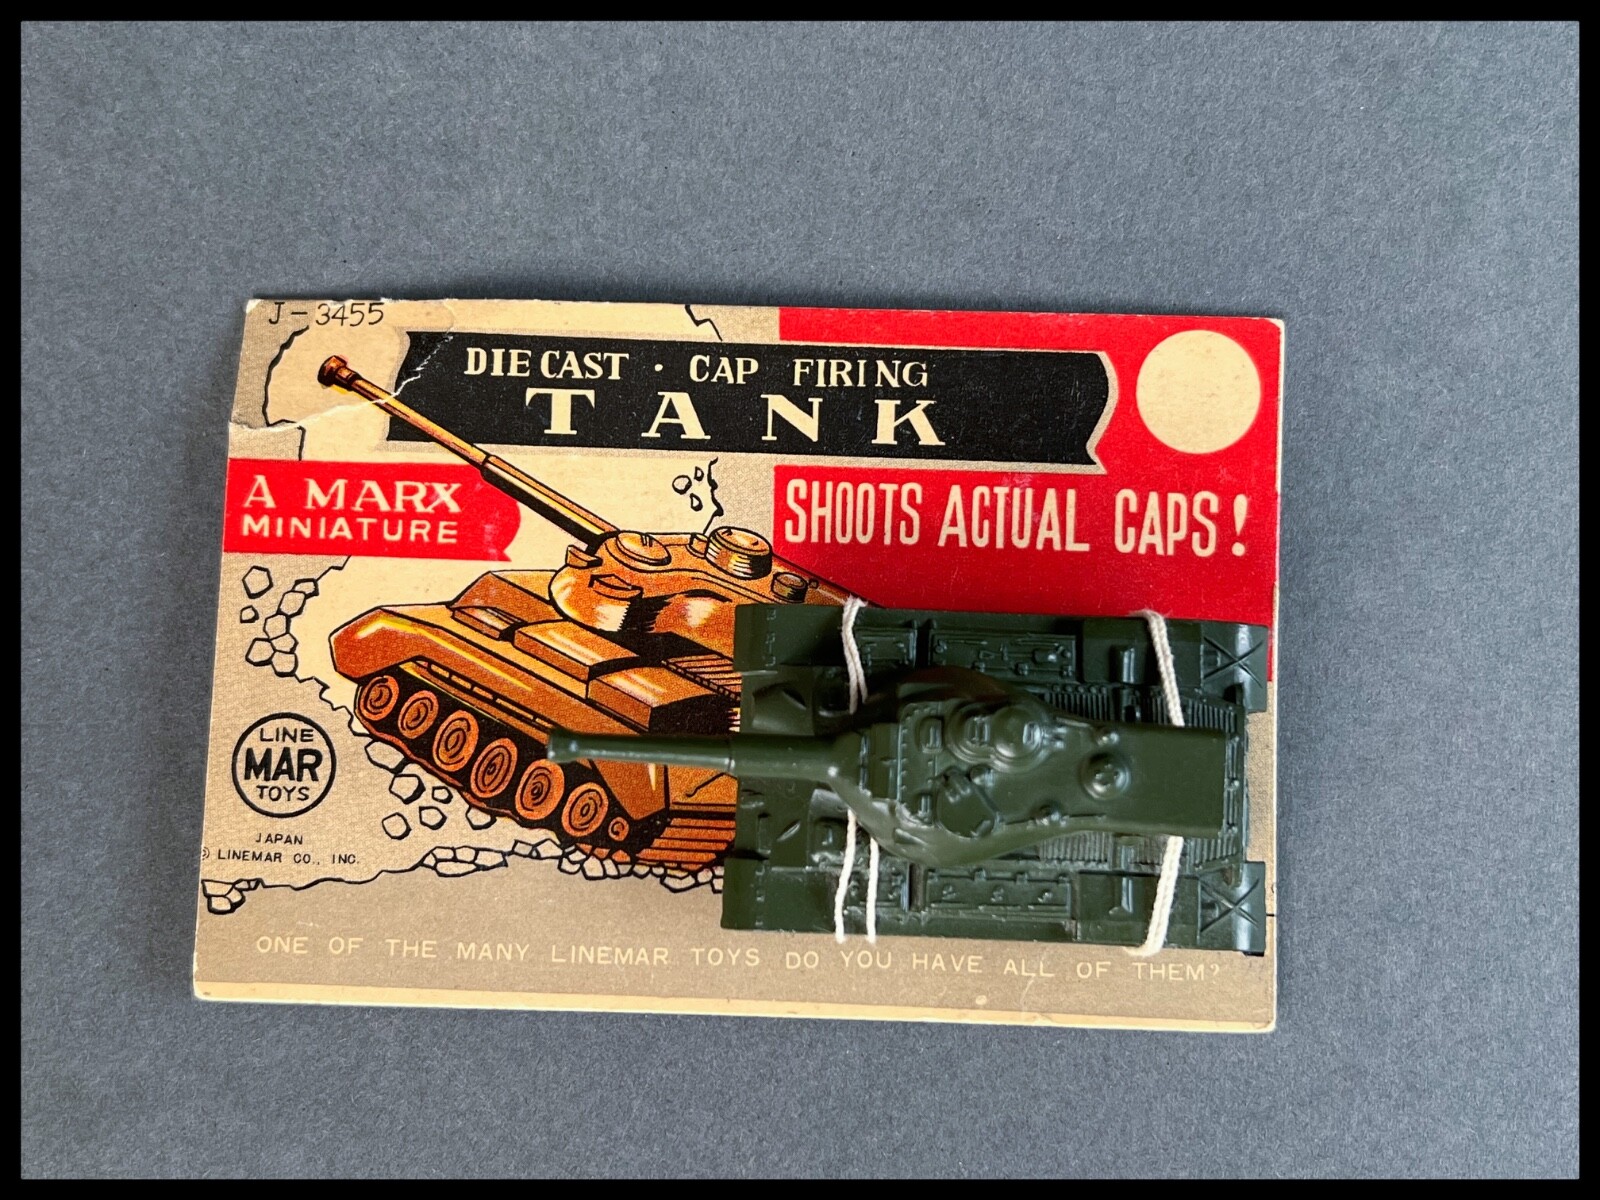 J-3455
DIE CAST · CAP FIRING
TANK
A MARX
MINIATURE
SHOOTS ACTUAL CAPS!
LINE
MAR
TOYS
JAPAN
© LINEMAR CO., INC.
ONE OF THE MANY LINEMAR TOYS DO YOU HAVE ALL OF THEM?